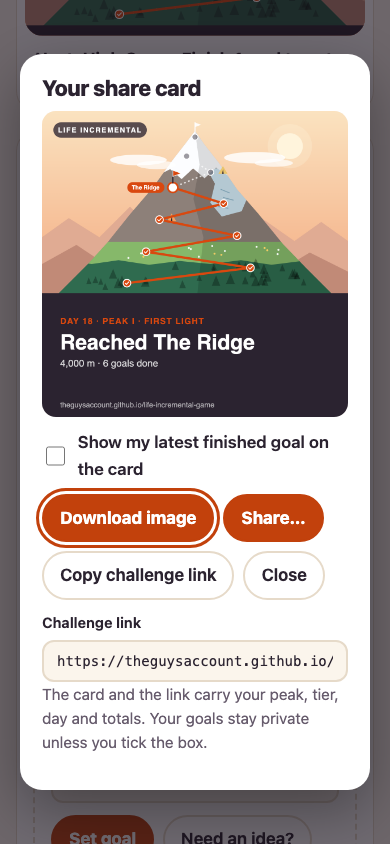 Your share card
LIFE INCREMENTAL
The Ridge
DAY 18 · PEAK I · FIRST LIGHT
Reached The Ridge
4,000 m · 6 goals done
theguysaccount.github.io/life-incremental-game
Show my latest finished goal on
the card
Download image
Share...
Copy challenge link
Close
Challenge link
https://theguysaccount.github.io/
The card and the link carry your peak, tier,
day and totals. Your goals stay private
unless you tick the box.
Set goal
Need an idea?